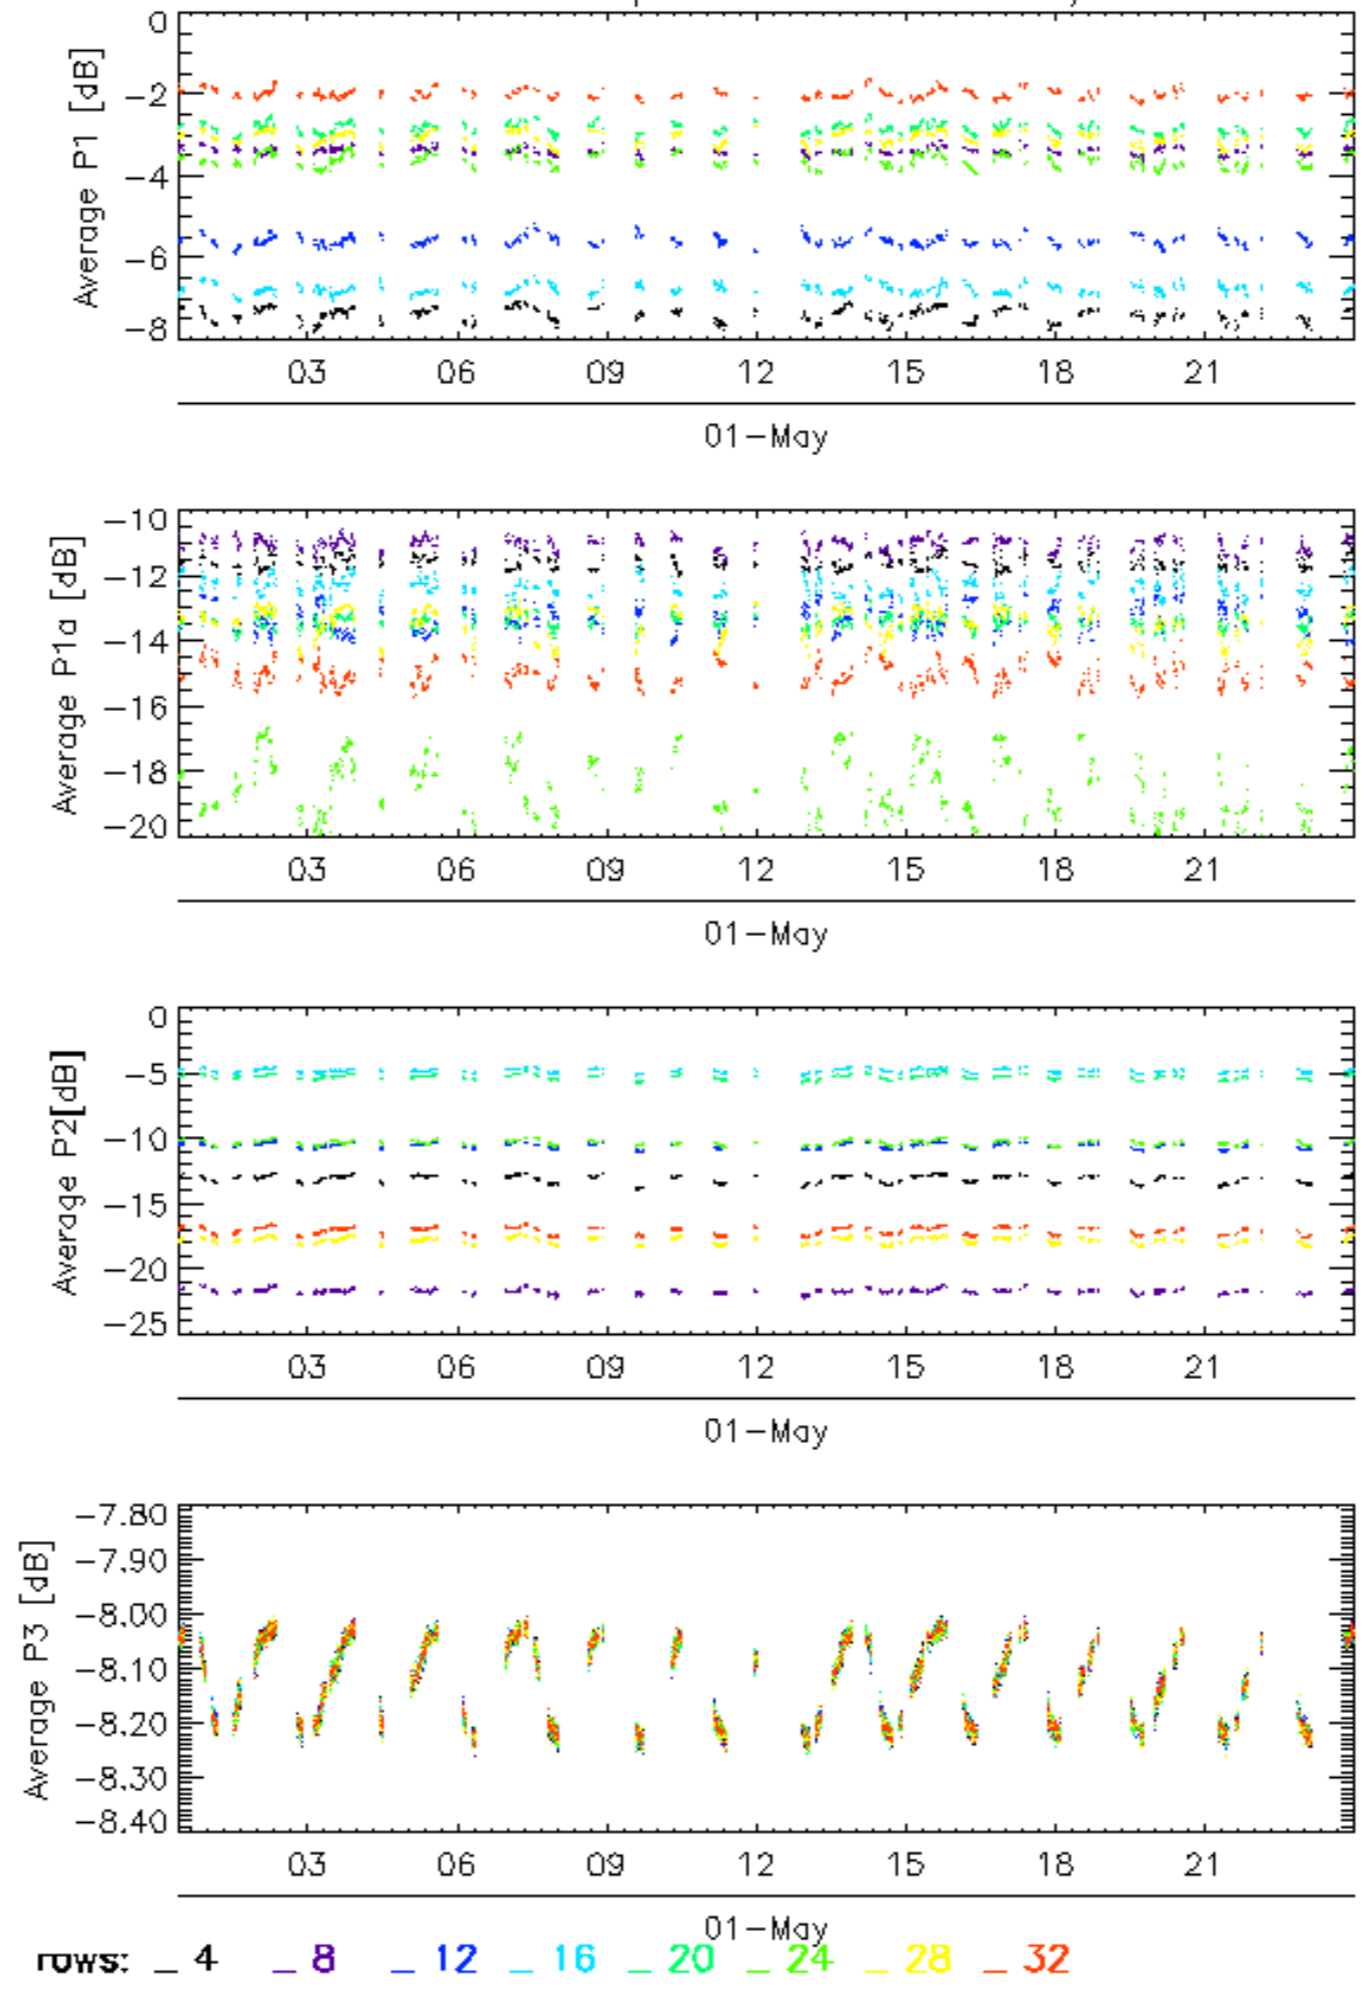 0
-2
-4
-6
-8
Average P1 [dB]
03 06 09 12 15 18 21
01-May
-10
-12
-14
-16
-18
-20
Average P1a [dB]
03 06 09 12 15 18 21
01-May
0
-5
-10
-15
-20
-25
Average P2[dB]
03 06 09 12 15 18 21
01-May
-7.80
-7.90
-8.00
-8.10
-8.20
-8.30
-8.40
Average P3 [dB]
03 06 09 12 15 18 21
01-May
rows: _ 4 _ 8 _ 12 _ 16 _ 20 _ 24 _ 28 _ 32